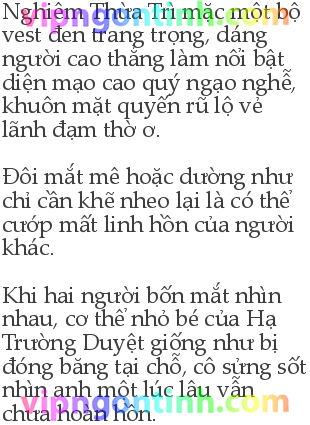 vipngontinh.com
Nghiêm Thừa Trì mặc một bộ
vest đen trang trọng, dáng
người cao thẳng làm nổi bật
diện mạo cao quý ngạo nghễ,
khuôn mặt quyến rũ lộ vẻ
lãnh đạm thờ ơ.
Đôi mắt mê hoặc dường như
chỉ cần khẽ nheo lại là có thể
cướp mất linh hồn của người
khác.
Khi hai người bốn mắt nhìn
nhau, cơ thể nhỏ bé của Hạ
Trường Duyệt giống như bị
đóng băng tại chỗ, cô sửng sốt
nhìn anh một lúc lâu vẫn
chưa hoàn hồn.
vipngontinh.com